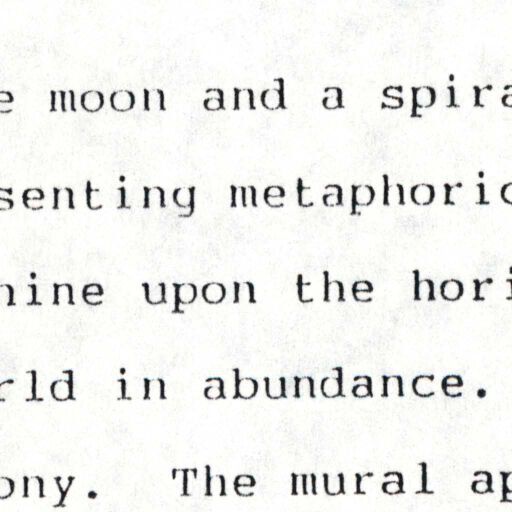 e moon and a spira
senting metaphoric
hine upon the hori
rld in abundance.
ony.  The mural ap